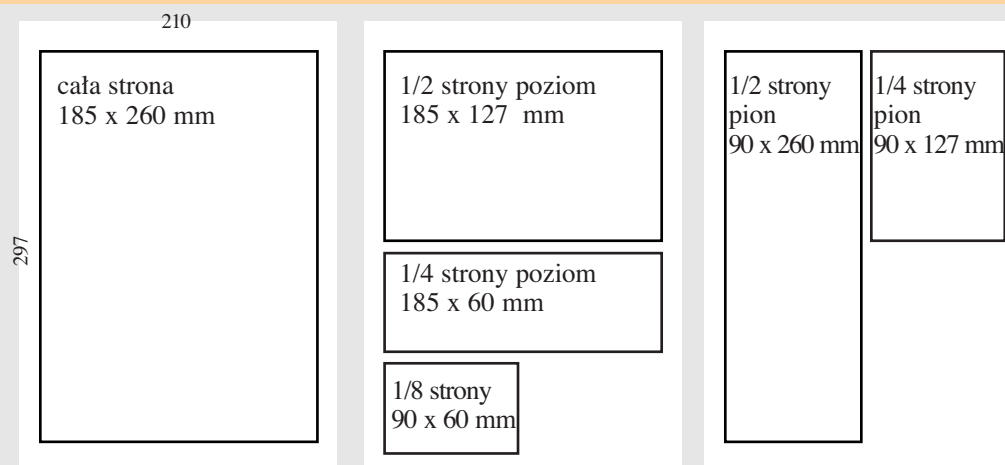 210
297
cała strona
185 x 260 mm
1/2 strony poziom
185 x 127 mm
1/4 strony poziom
185 x 60 mm
1/8 strony
90 x 60 mm
1/2 strony
pion
90 x 260 mm
1/4 strony
pion
90 x 127 mm